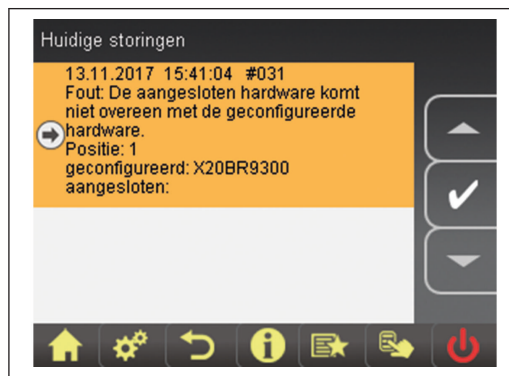 Huidige storingen
13.11.2017 15:41:04 #031
Fout: De aangesloten hardware komt
niet overeen met de geconfigureerde
hardware.
Positie: 1
geconfigureerd: X20BR9300
aangesloten: